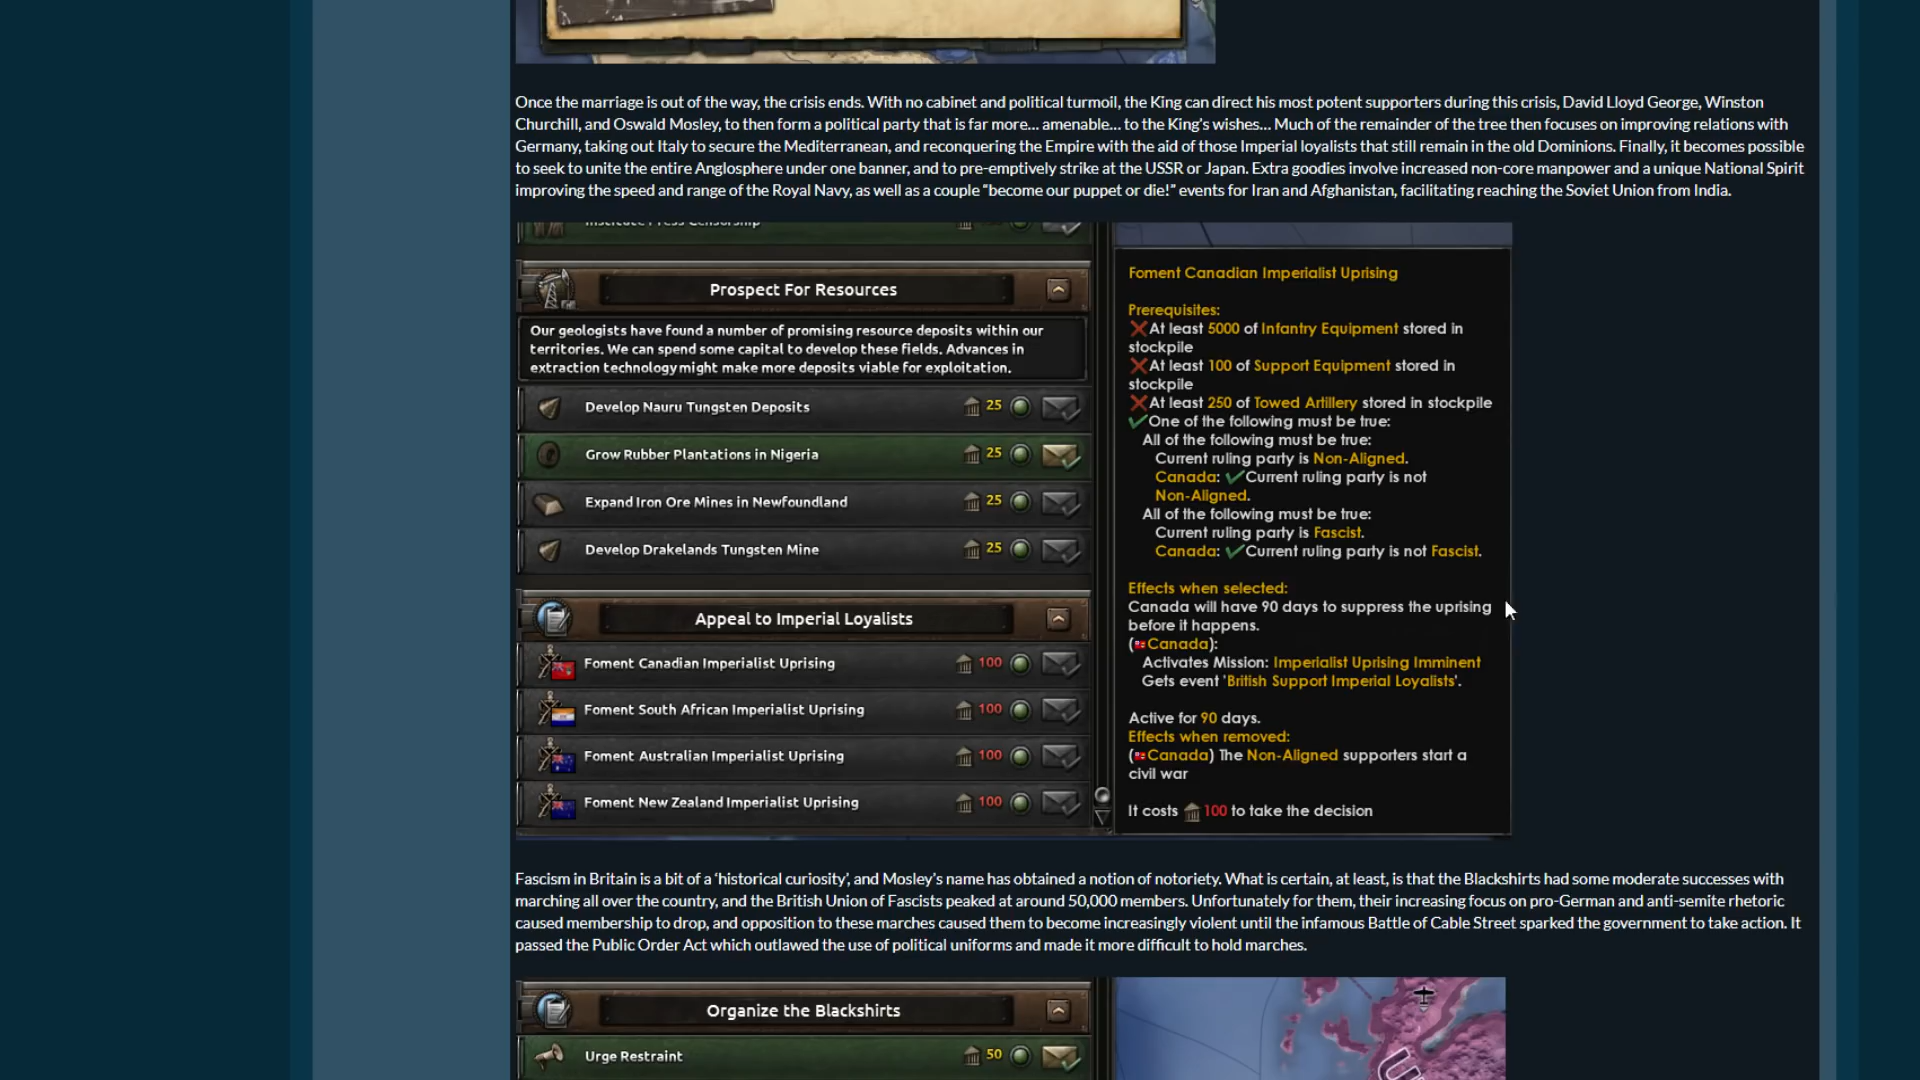 Once the marriage is out of the way, the crisis ends. With no cabinet and political turmoil, the King can direct his most potent supporters during this crisis, David Lloyd George, Winston
Churchill, and Oswald Mosley, to then form a political party that is far more... amenable... to the King's wishes... Much of the remainder of the tree then focuses on improving relations with
Germany, taking out Italy to secure the Mediterranean, and reconquering the Empire with the aid of those Imperial loyalists that still remain in the old Dominions. Finally, it becomes possible
to seek to unite the entire Anglosphere under one banner, and to pre-emptively strike at the USSR or Japan. Extra goodies involve increased non-core manpower and a unique National Spirit
improving the speed and range of the Royal Navy, as well as a couple “become our puppet or die!” events for Iran and Afghanistan, facilitating reaching the Soviet Union from India.
Institute Press Censorship
Prospect For Resources
Our geologists have found a number of promising resource deposits within our
territories. We can spend some capital to develop these fields. Advances in
extraction technology might make more deposits viable for exploitation.
Develop Nauru Tungsten Deposits 25
Grow Rubber Plantations in Nigeria 25
Expand Iron Ore Mines in Newfoundland 25
Develop Drakelands Tungsten Mine 25
Appeal to Imperial Loyalists
Foment Canadian Imperialist Uprising 100
Foment South African Imperialist Uprising 100
Foment Australian Imperialist Uprising 100
Foment New Zealand Imperialist Uprising 100
Foment Canadian Imperialist Uprising
Prerequisites:
At least 5000 of Infantry Equipment stored in
stockpile
At least 100 of Support Equipment stored in
stockpile
At least 250 of Towed Artillery stored in stockpile
One of the following must be true:
All of the following must be true:
Current ruling party is Non-Aligned.
Canada: Current ruling party is not
Non-Aligned.
All of the following must be true:
Current ruling party is Fascist.
Canada: Current ruling party is not Fascist.
Effects when selected:
Canada will have 90 days to suppress the uprising
before it happens.
(Canada):
Activates Mission: Imperialist Uprising Imminent
Gets event 'British Support Imperial Loyalists'.
Active for 90 days.
Effects when removed:
(Canada) The Non-Aligned supporters start a
civil war
It costs 100 to take the decision
Fascism in Britain is a bit of a ‘historical curiosity’, and Mosley's name has obtained a notion of notoriety. What is certain, at least, is that the Blackshirts had some moderate successes with
marching all over the country, and the British Union of Fascists peaked at around 50,000 members. Unfortunately for them, their increasing focus on pro-German and anti-semite rhetoric
caused membership to drop, and opposition to these marches caused them to become increasingly violent until the infamous Battle of Cable Street sparked the government to take action. It
passed the Public Order Act which outlawed the use of political uniforms and made it more difficult to hold marches.
Organize the Blackshirts
Urge Restraint 50